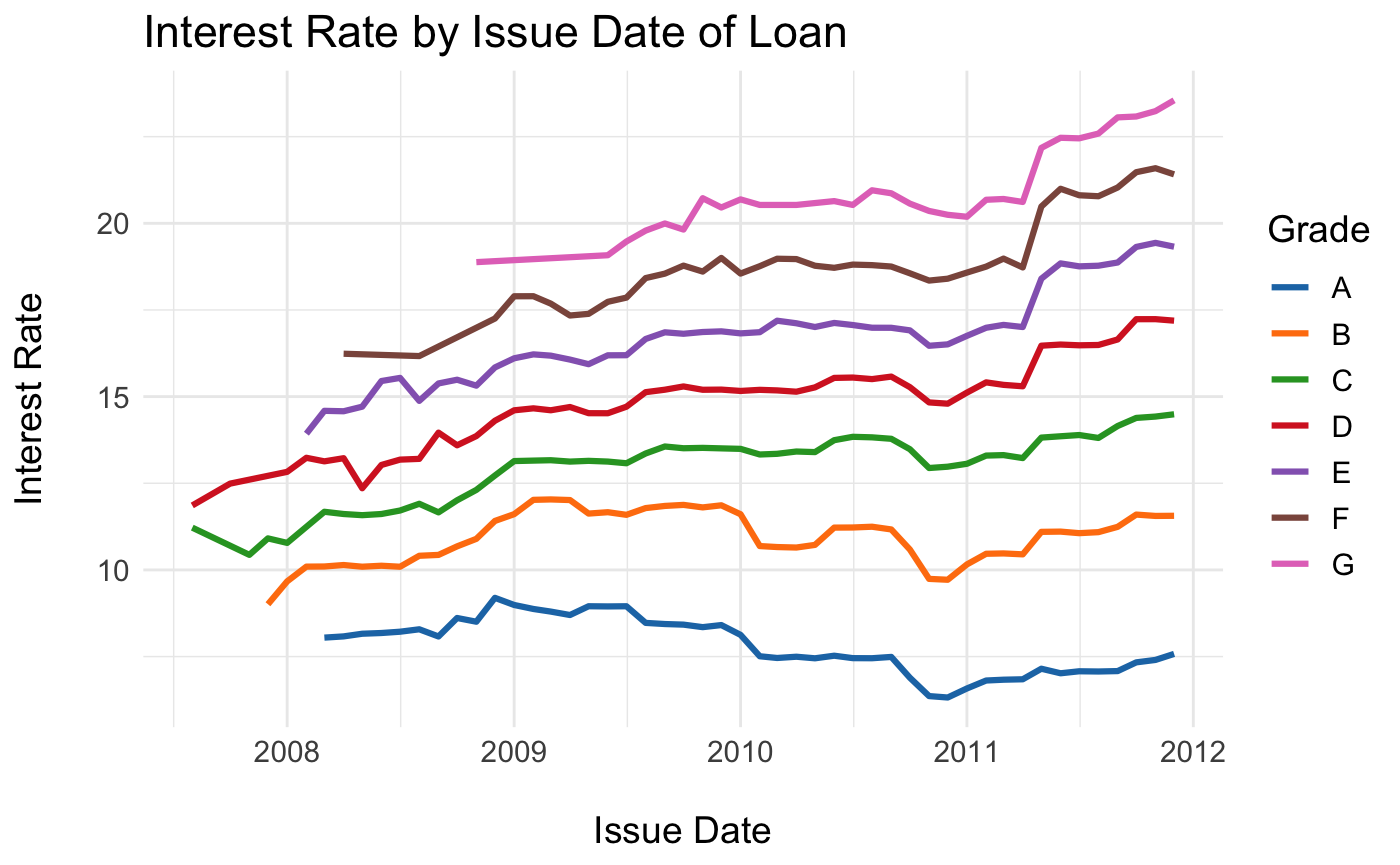 Interest Rate by Issue Date of Loan
Interest Rate
20
15
10
2008 2009 2010 2011 2012
Issue Date
Grade
A
B
C
D
E
F
G